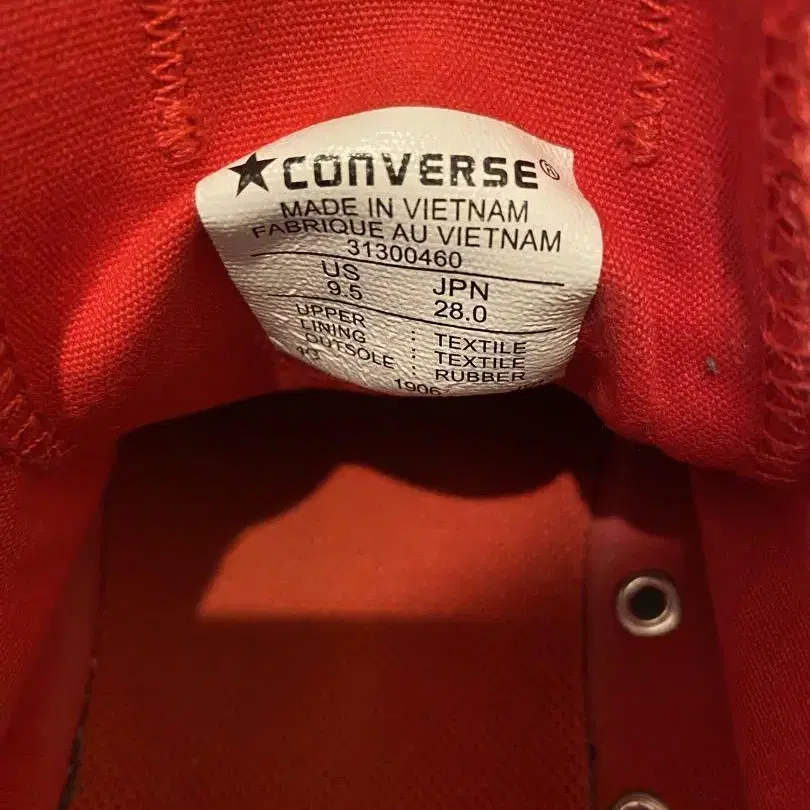 ★CONVERSE®
MADE IN VIETNAM
FABRIQUE AU VIETNAM
31300460
US JPN
9.5 28.0
UPPER : TEXTILE
LINING : TEXTILE
OUTSOLE : RUBBER